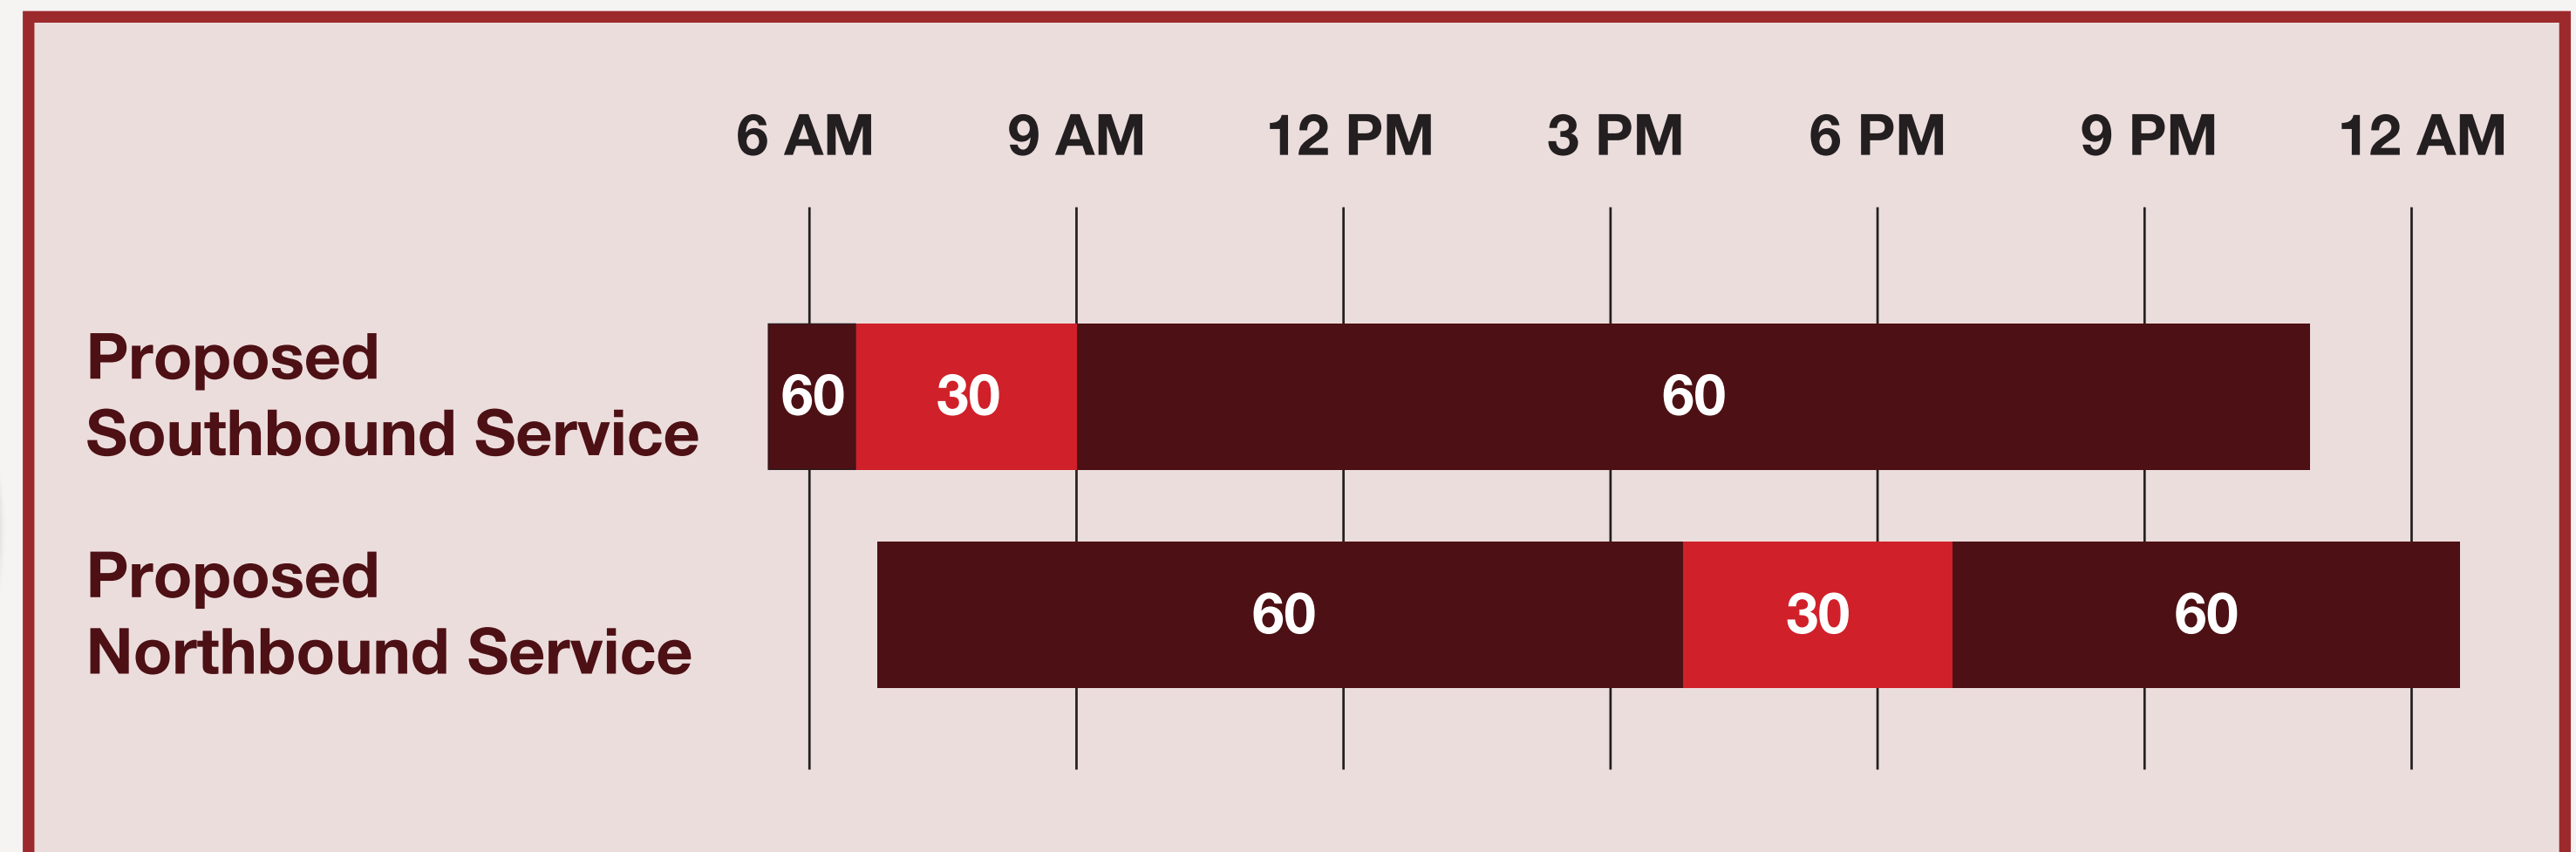 6 AM 9 AM 12 PM 3 PM 6 PM 9 PM 12 AM
Proposed
Southbound Service
60 30 60
Proposed
Northbound Service
60 30 60